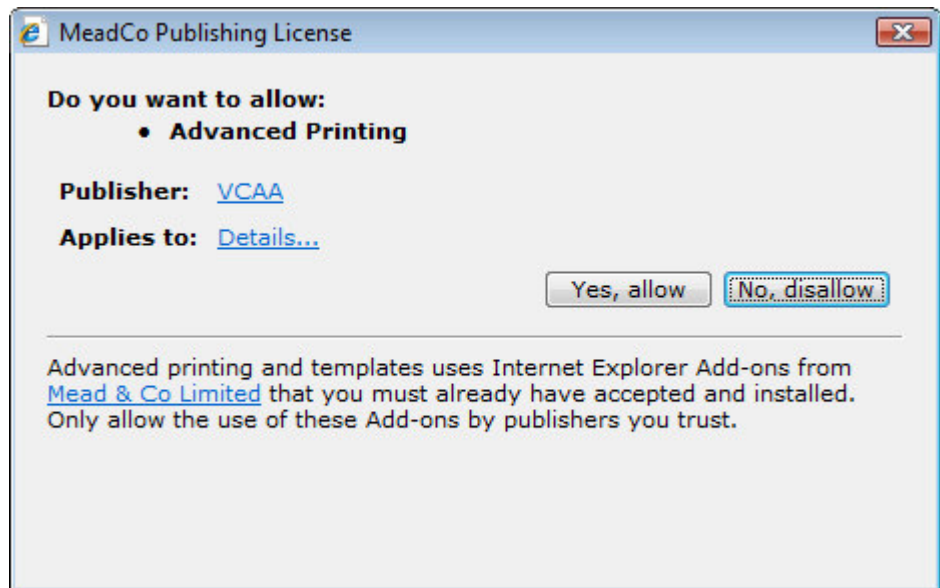 MeadCo Publishing License
Do you want to allow:
• Advanced Printing
Publisher: VCAA
Applies to: Details...
Yes, allow No, disallow
Advanced printing and templates uses Internet Explorer Add-ons from
Mead & Co Limited that you must already have accepted and installed.
Only allow the use of these Add-ons by publishers you trust.